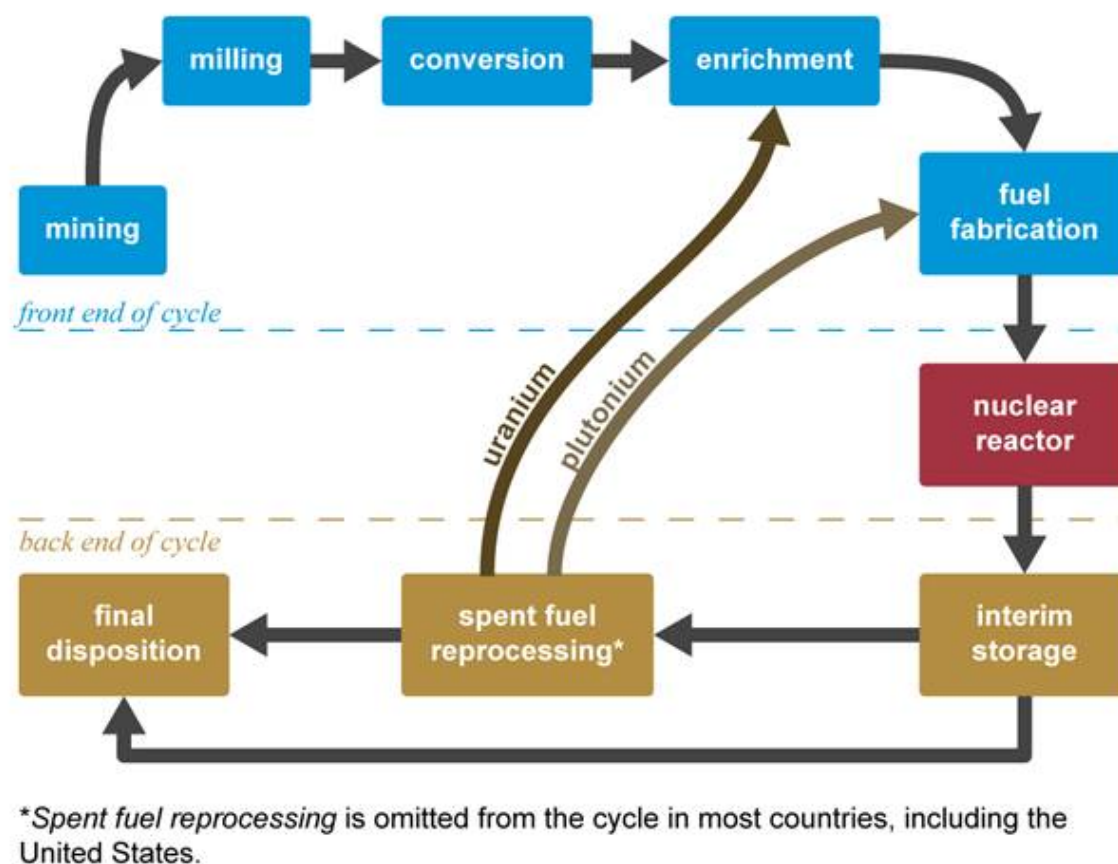 milling
conversion
enrichment
mining
fuel
fabrication
front end of cycle
uranium
plutonium
nuclear
reactor
back end of cycle
final
disposition
spent fuel
reprocessing*
interim
storage
*Spent fuel reprocessing is omitted from the cycle in most countries, including the
United States.